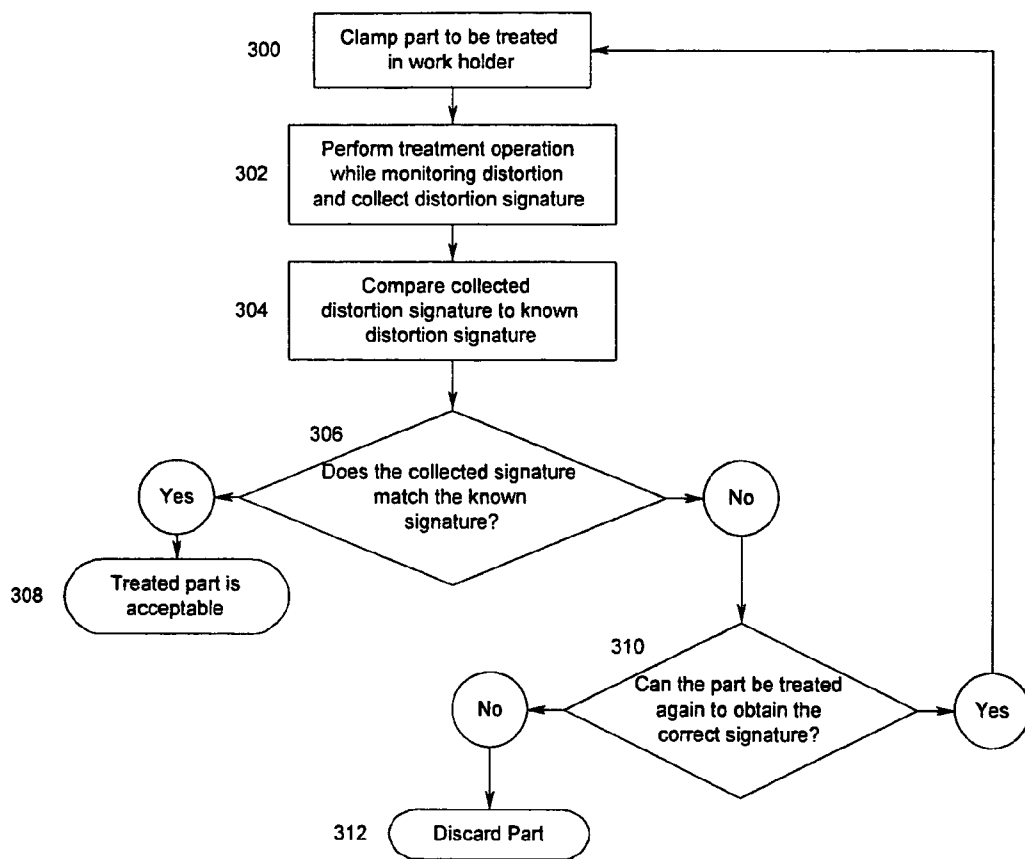 300
Clamp part to be treated
in work holder
302
Perform treatment operation
while monitoring distortion
and collect distortion signature
304
Compare collected
distortion signature to known
distortion signature
306
Does the collected signature
match the known
signature?
Yes
No
308
Treated part is
acceptable
310
Can the part be treated
again to obtain the
correct signature?
No
Yes
312
Discard Part